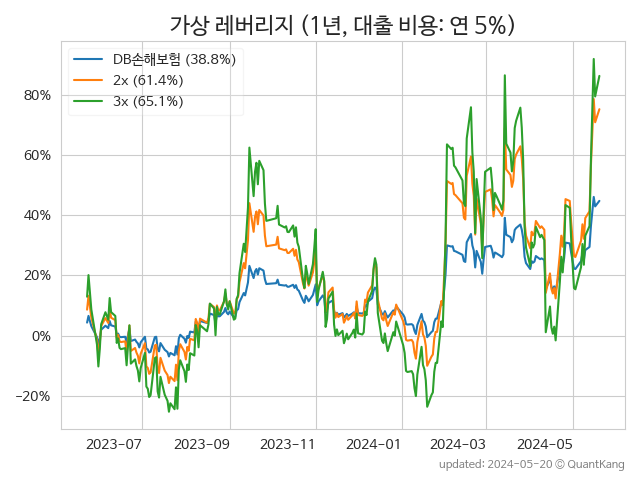 가상 레버리지 (1년, 대출 비용: 연 5%)
DB손해보험 (38.8%)
2x (61.4%)
3x (65.1%)
80%
60%
40%
20%
0%
−20%
2023-07 2023-09 2023-11 2024-01 2024-03 2024-05
updated: 2024-05-20 © QuantKang